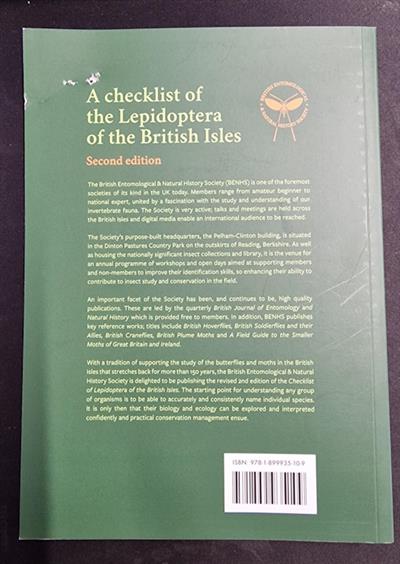 A checklist of
the Lepidoptera
of the British Isles
Second edition
BRITISH ENTOMOLOGICAL
& NATURAL HISTORY SOCIETY
The British Entomological & Natural History Society (BENHS) is one of the foremost
societies of its kind in the UK today. Members range from amateur beginner to
national expert, united by a fascination with the study and understanding of our
invertebrate fauna. The Society is very active; talks and meetings are held across
the British Isles and digital media enable an international audience to be reached.
The Society's purpose-built headquarters, the Pelham-Clinton building, is situated
in the Dinton Pastures Country Park on the outskirts of Reading, Berkshire. As well
as housing the nationally significant insect collections and library, it is the venue for
an annual programme of workshops and open days aimed at supporting members
and non-members to improve their identification skills, so enhancing their ability to
contribute to insect study and conservation in the field.
An important facet of the Society has been, and continues to be, high quality
publications. These are led by the quarterly British Journal of Entomology and
Natural History which is provided free to members. In addition, BENHS publishes
key reference works; titles include British Hoverflies, British Soldierflies and their
Allies, British Craneflies, British Plume Moths and A Field Guide to the Smaller
Moths of Great Britain and Ireland.
With a tradition of supporting the study of the butterflies and moths in the British
Isles that stretches back for more than 150 years, the British Entomological & Natural
History Society is delighted to be publishing the revised 2nd edition of the Checklist
of Lepidoptera of the British Isles. The starting point for understanding any group
of organisms is to be able to accurately and consistently name individual species.
It is only then that their biology and ecology can be explored and interpreted
confidently and practical conservation management ensue.
ISBN 978-1-899935-10-9